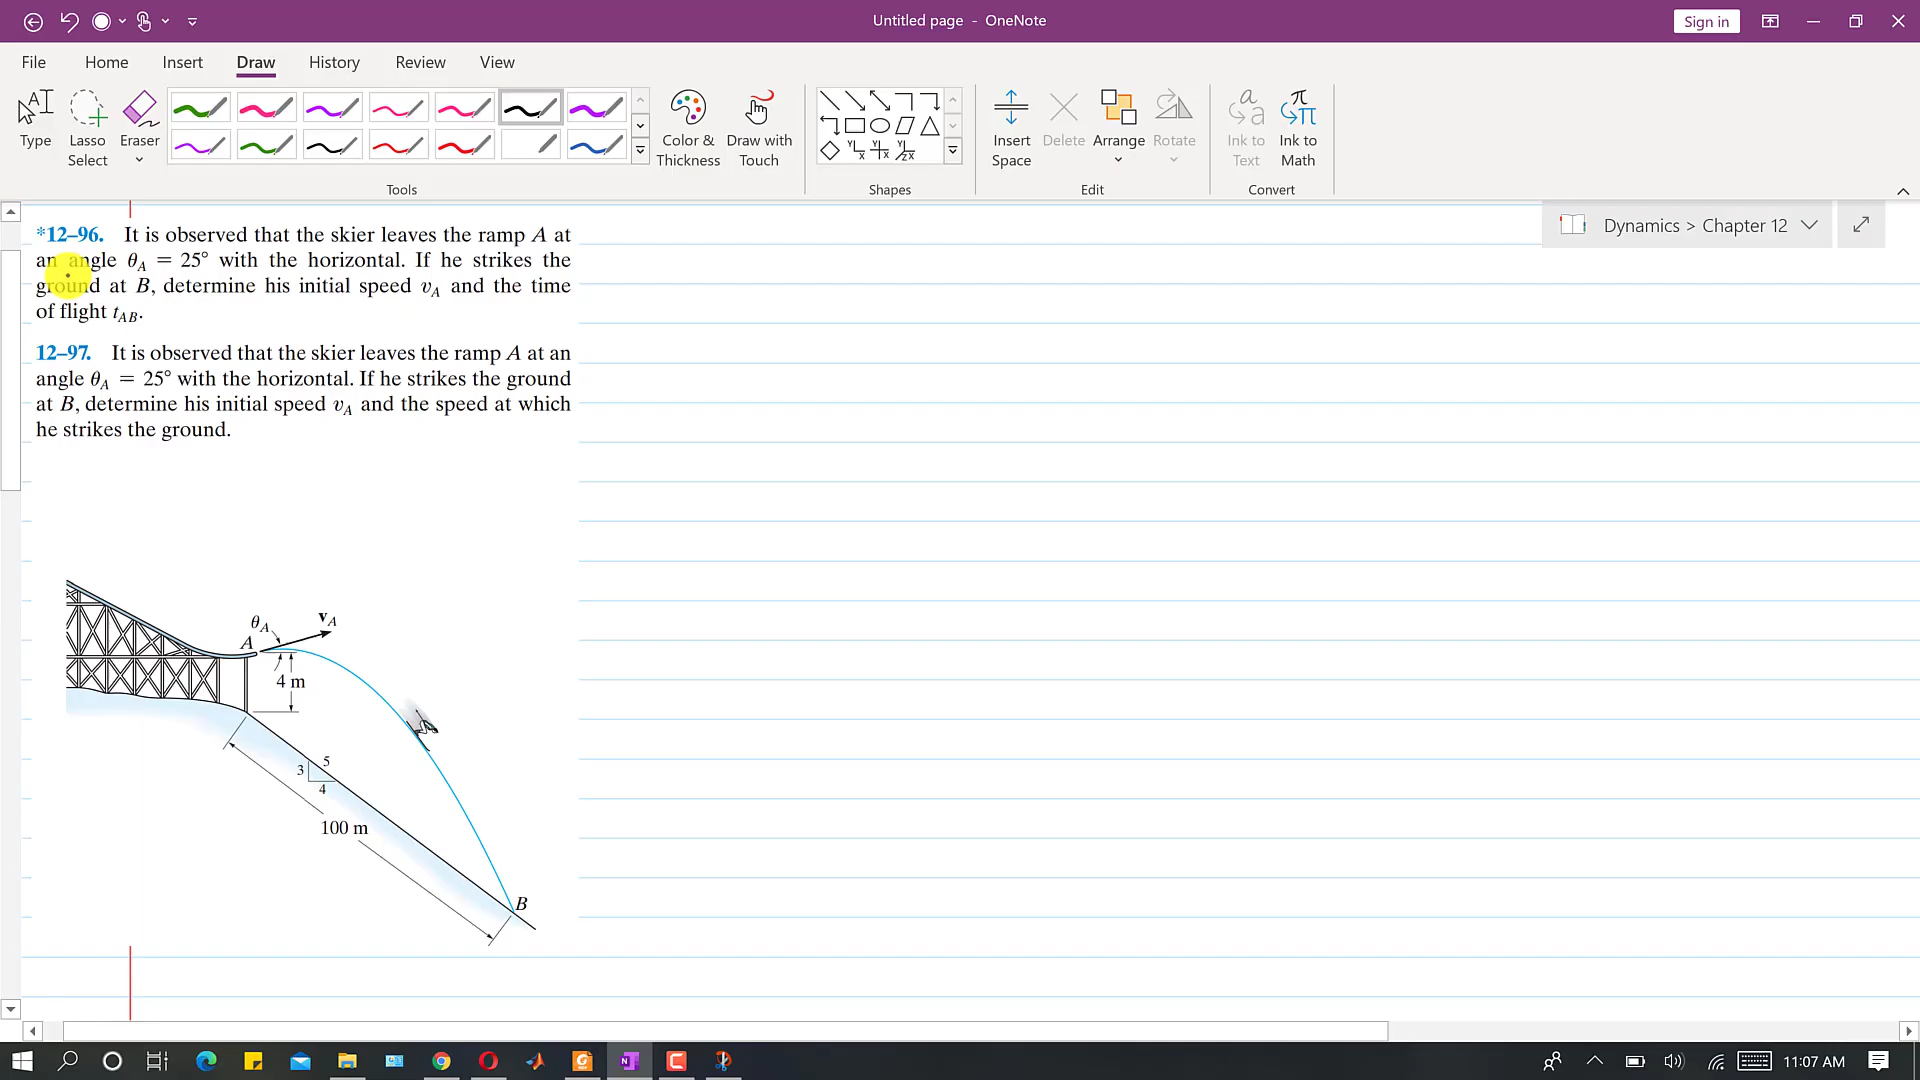 Untitled page - OneNote
Sign in
File Home Insert Draw History Review View
Type
Lasso Select
Eraser
Color & Thickness
Draw with Touch
Insert Space
Delete
Arrange
Rotate
Ink to Text
Ink to Math
Tools
Shapes
Edit
Convert
Dynamics > Chapter 12
*12–96. It is observed that the skier leaves the ramp A at
an angle θA = 25° with the horizontal. If he strikes the
ground at B, determine his initial speed vA and the time
of flight tAB.
12–97. It is observed that the skier leaves the ramp A at an
angle θA = 25° with the horizontal. If he strikes the ground
at B, determine his initial speed vA and the speed at which
he strikes the ground.
θA
vA
A
4 m
5
3
4
100 m
B
11:07 AM